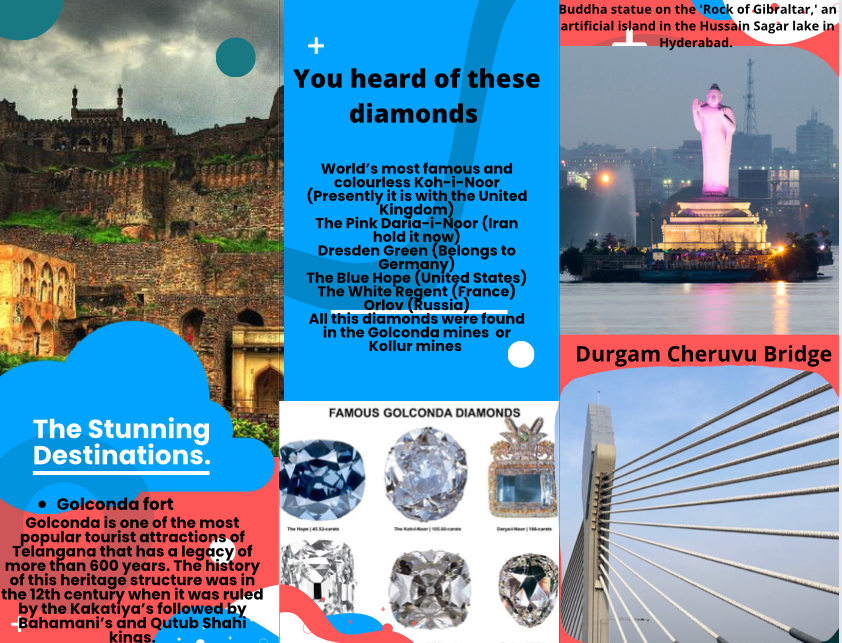 The Stunning
Destinations.
Golconda fort
Golconda is one of the most
popular tourist attractions of
Telangana that has a legacy of
more than 600 years. The history
of this heritage structure was in
the 12th century when it was ruled
by the Kakatiya’s followed by
Bahamani’s and Qutub Shahi
kings.
You heard of these
diamonds
World’s most famous and
colourless Koh-i-Noor
(Presently it is with the United
Kingdom)
The Pink Daria-i-Noor (Iran
hold it now)
Dresden Green (Belongs to
Germany)
The Blue Hope (United States)
The White Regent (France)
Orlov (Russia)
All this diamonds were found
in the Golconda mines or
Kollur mines
FAMOUS GOLCONDA DIAMONDS
The Hope | 45.52-carats
The Koh-i-Noor | 105.60-carats
Darya-i-Noor | 186-carats
Buddha statue on the 'Rock of Gibraltar,' an
artificial island in the Hussain Sagar lake in
Hyderabad.
Durgam Cheruvu Bridge